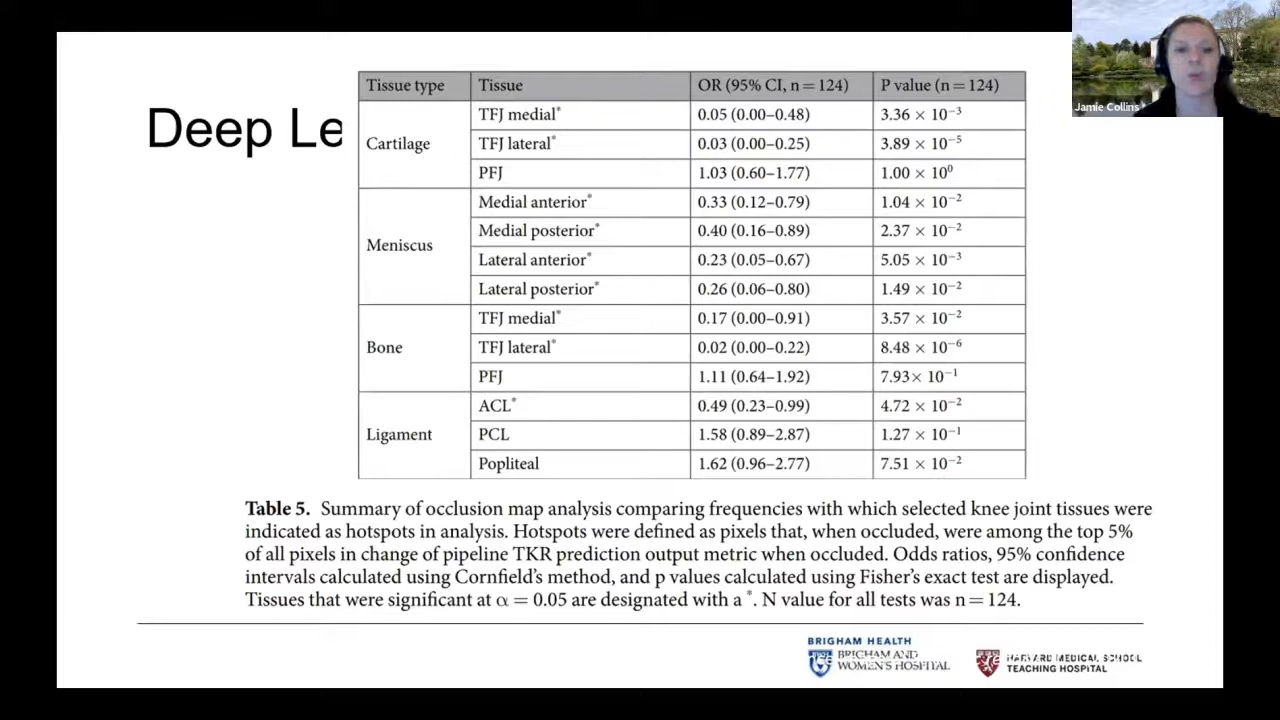 Jamie Collins
Deep Le
Tissue type Tissue OR (95% CI, n = 124) P value (n = 124)
Cartilage
TFJ medial* 0.05 (0.00–0.48) 3.36 × 10⁻³
TFJ lateral* 0.03 (0.00–0.25) 3.89 × 10⁻⁵
PFJ 1.03 (0.60–1.77) 1.00 × 10⁰
Meniscus
Medial anterior* 0.33 (0.12–0.79) 1.04 × 10⁻²
Medial posterior* 0.40 (0.16–0.89) 2.37 × 10⁻²
Lateral anterior* 0.23 (0.05–0.67) 5.05 × 10⁻³
Lateral posterior* 0.26 (0.06–0.80) 1.49 × 10⁻²
Bone
TFJ medial* 0.17 (0.00–0.91) 3.57 × 10⁻²
TFJ lateral* 0.02 (0.00–0.22) 8.48 × 10⁻⁶
PFJ 1.11 (0.64–1.92) 7.93× 10⁻¹
Ligament
ACL* 0.49 (0.23–0.99) 4.72 × 10⁻²
PCL 1.58 (0.89–2.87) 1.27 × 10⁻¹
Popliteal 1.62 (0.96–2.77) 7.51 × 10⁻²
Table 5. Summary of occlusion map analysis comparing frequencies with which selected knee joint tissues were
indicated as hotspots in analysis. Hotspots were defined as pixels that, when occluded, were among the top 5%
of all pixels in change of pipeline TKR prediction output metric when occluded. Odds ratios, 95% confidence
intervals calculated using Cornfield's method, and p values calculated using Fisher's exact test are displayed.
Tissues that were significant at α = 0.05 are designated with a *. N value for all tests was n = 124.
BRIGHAM HEALTH
BRIGHAM AND
WOMEN'S HOSPITAL
HARVARD MEDICAL SCHOOL
TEACHING HOSPITAL